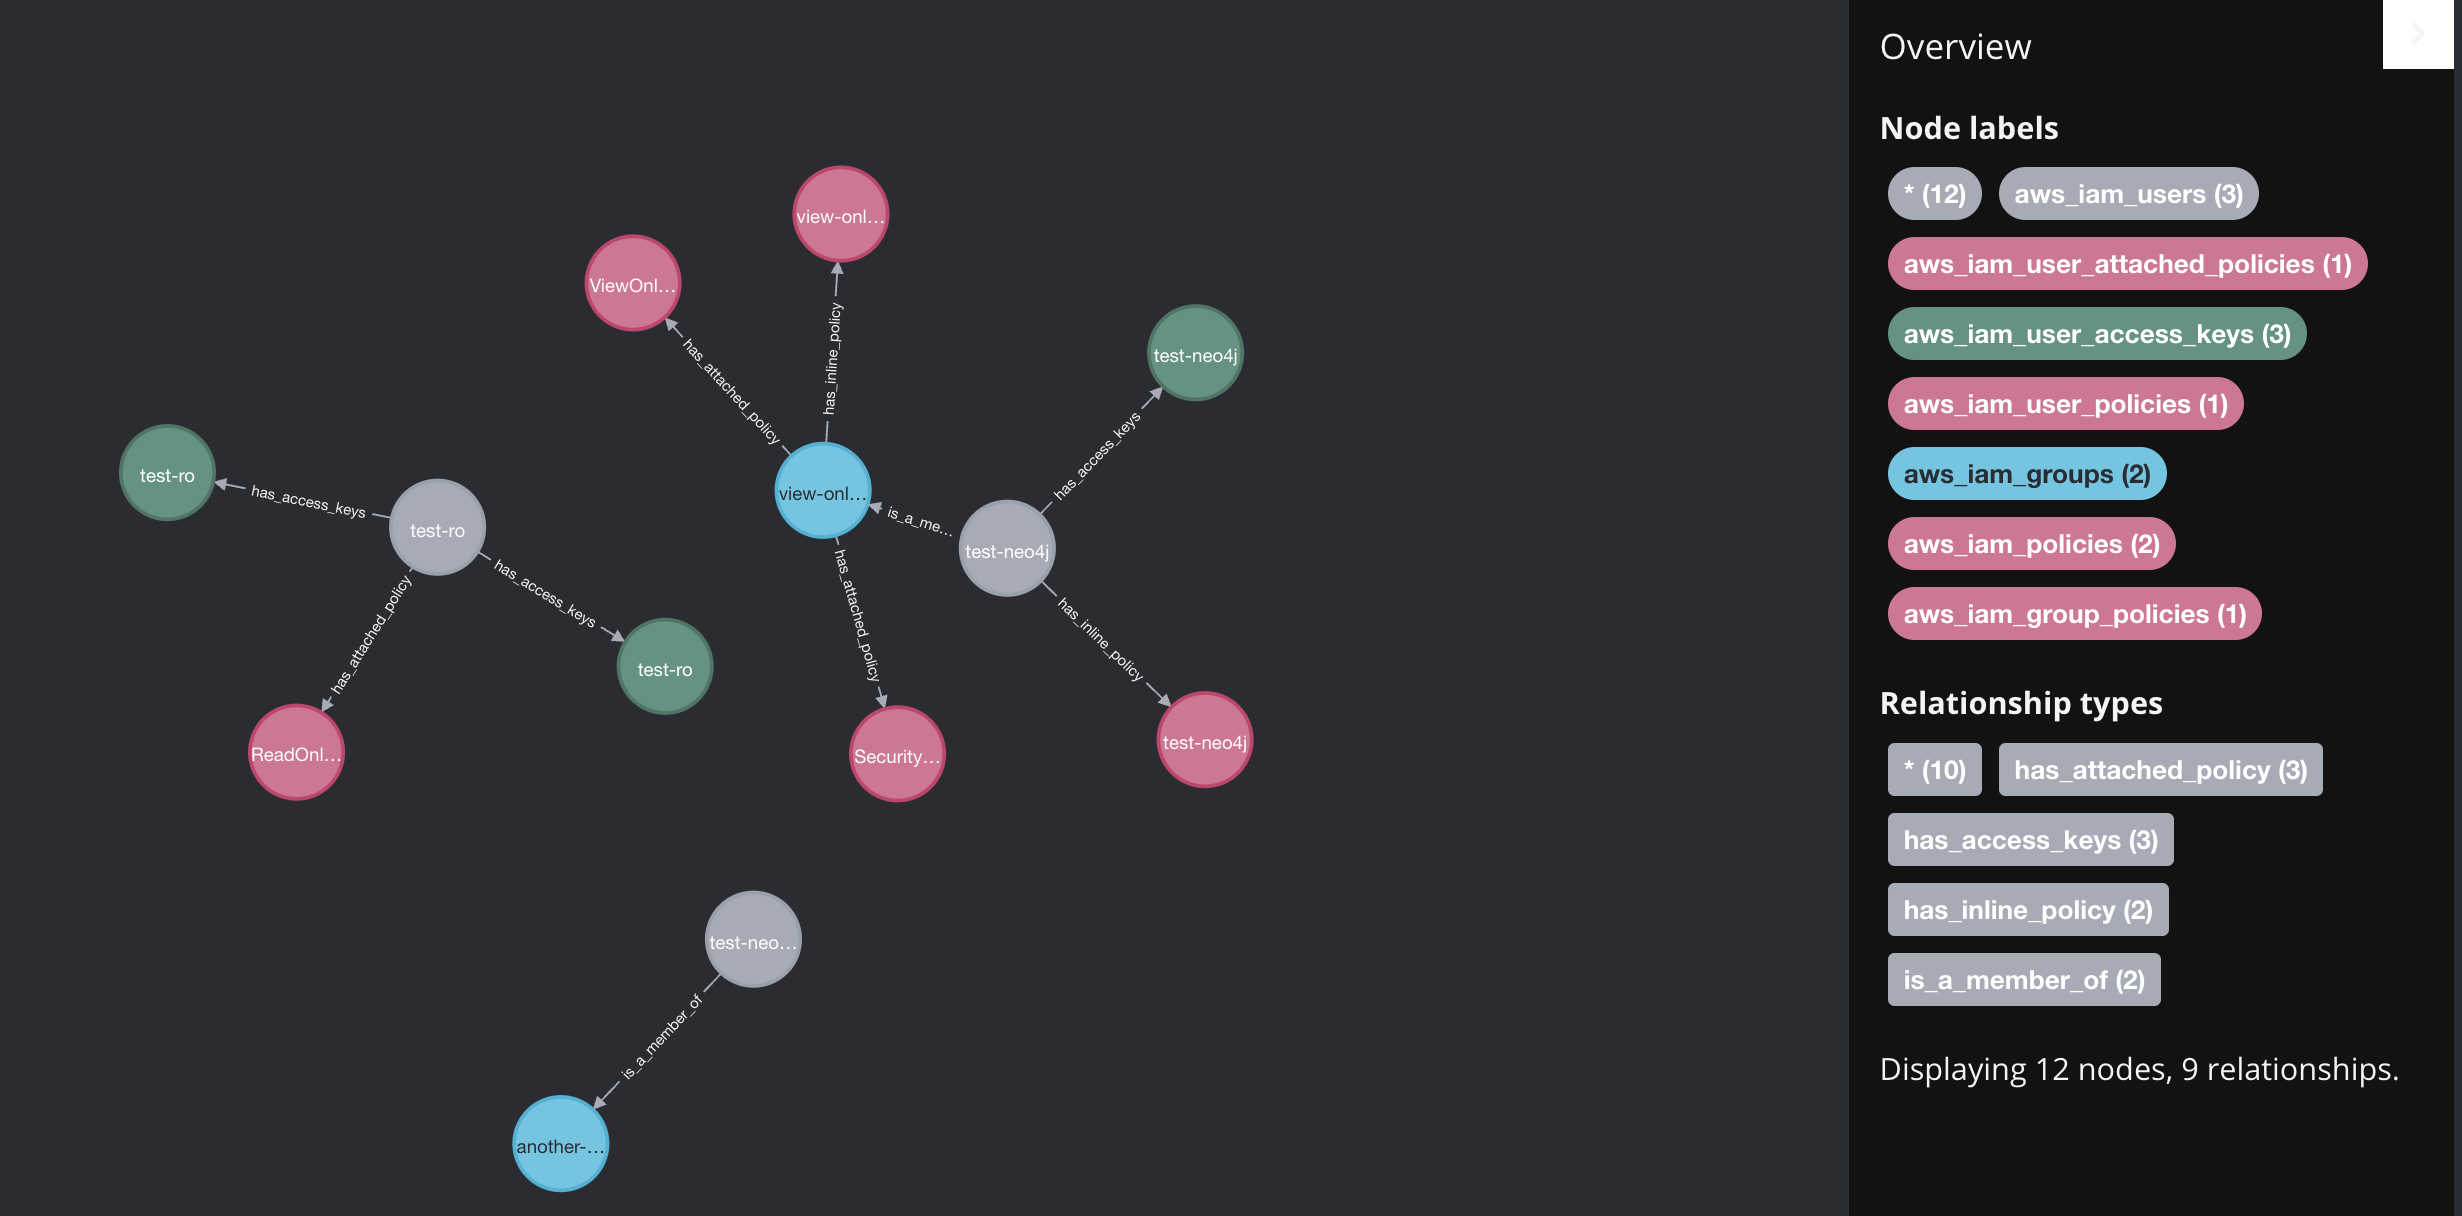 view-onl...
ViewOnl...
has_inline_policy
has_attached_policy
test-neo4j
has_access_keys
test-ro
has_access_keys
test-ro
view-onl...
is_a_me...
test-neo4j
has_access_keys
has_attached_policy
has_attached_policy
has_inline_policy
test-ro
ReadOnl...
Security...
test-neo4j
test-neo...
is_a_member_of
another-...
Overview
Node labels
* (12) aws_iam_users (3)
aws_iam_user_attached_policies (1)
aws_iam_user_access_keys (3)
aws_iam_user_policies (1)
aws_iam_groups (2)
aws_iam_policies (2)
aws_iam_group_policies (1)
Relationship types
* (10) has_attached_policy (3)
has_access_keys (3)
has_inline_policy (2)
is_a_member_of (2)
Displaying 12 nodes, 9 relationships.